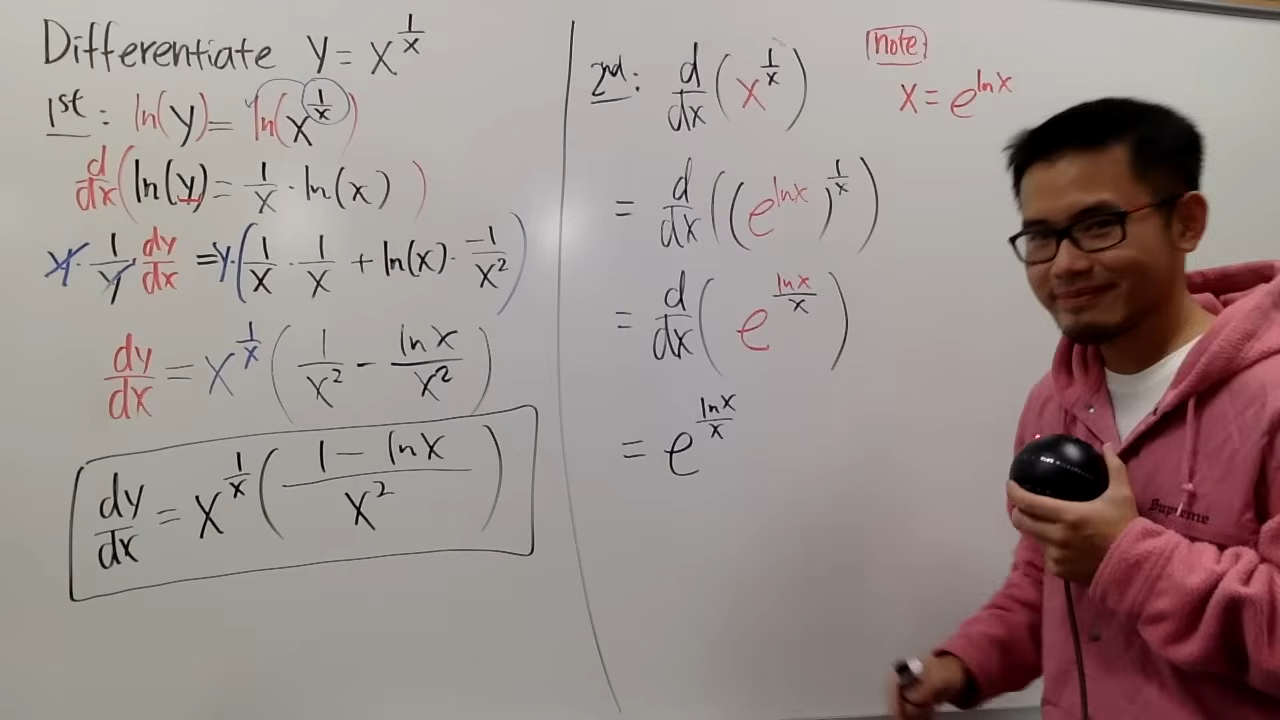 Differentiate y = x^(1/x)
1st: ln(y) = ln(x^(1/x))
d/dx (ln(y) = 1/x · ln(x))
y · 1/y · dy/dx = y · (1/x · 1/x + ln(x) · -1/x²)
dy/dx = x^(1/x) (1/x² - lnx/x²)
dy/dx = x^(1/x) ((1 - lnx)/x²)
2nd: d/dx (x^(1/x))
= d/dx ((e^(lnx))^(1/x))
= d/dx (e^(lnx/x))
= e^(lnx/x)
note
x = e^(lnx)
Supreme